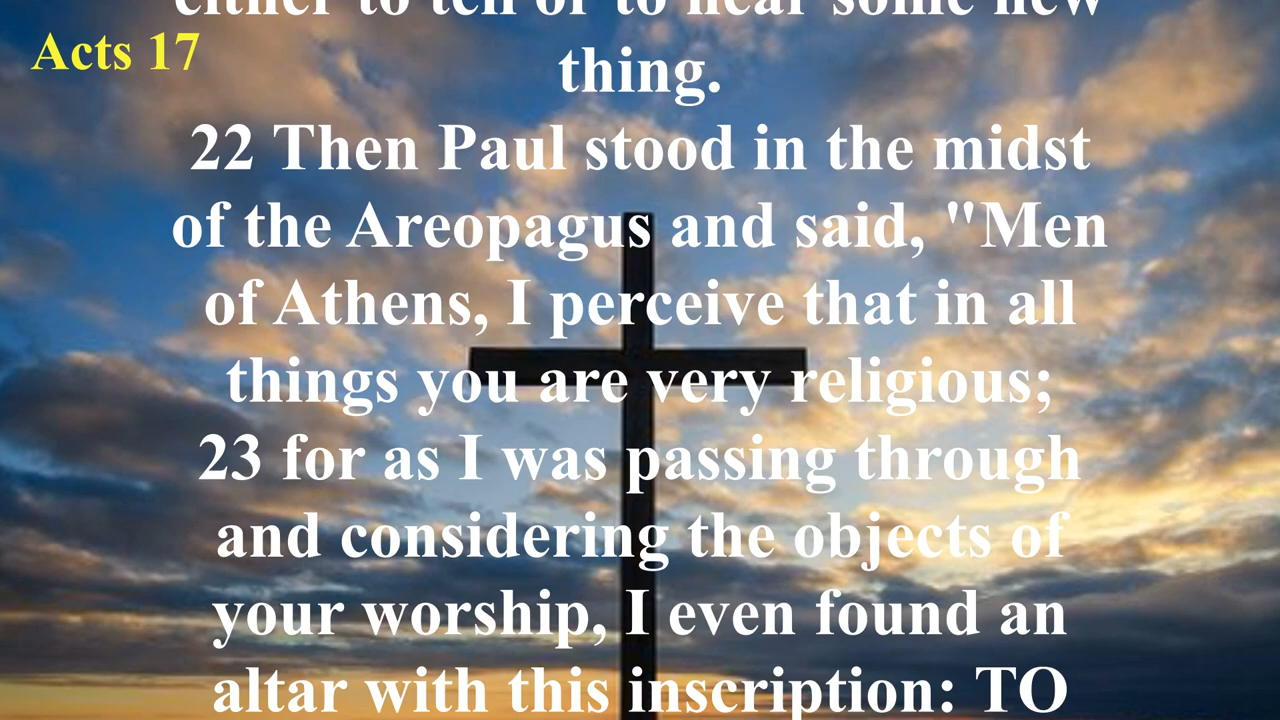 either to tell or to hear some new
Acts 17
thing.
22 Then Paul stood in the midst
of the Areopagus and said, "Men
of Athens, I perceive that in all
things you are very religious;
23 for as I was passing through
and considering the objects of
your worship, I even found an
altar with this inscription: TO